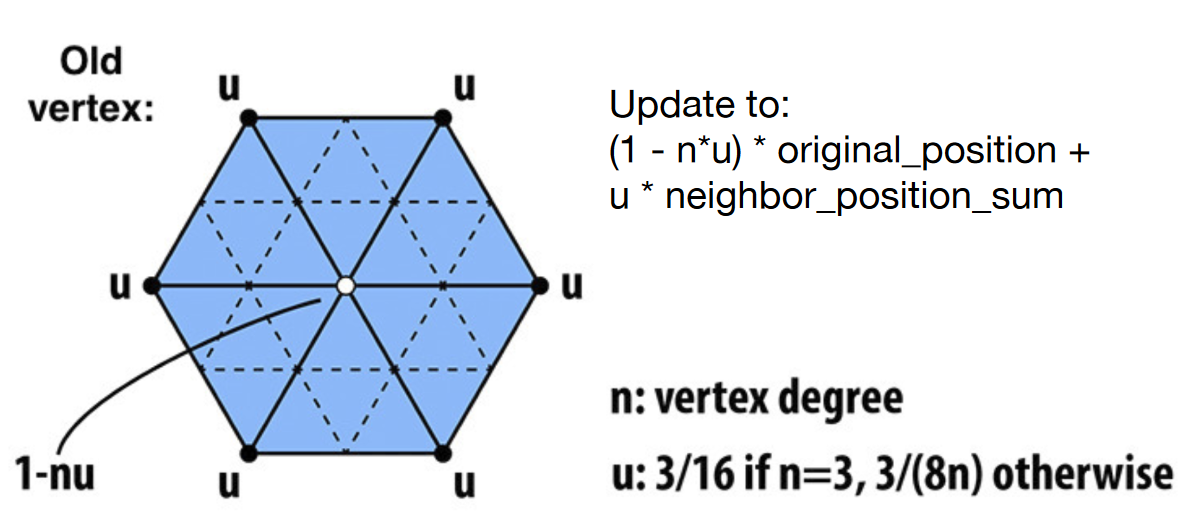 Old
vertex:
u
u
u
u
u
u
1-nu
Update to:
(1 - n*u) * original_position +
u * neighbor_position_sum
n: vertex degree
u: 3/16 if n=3, 3/(8n) otherwise